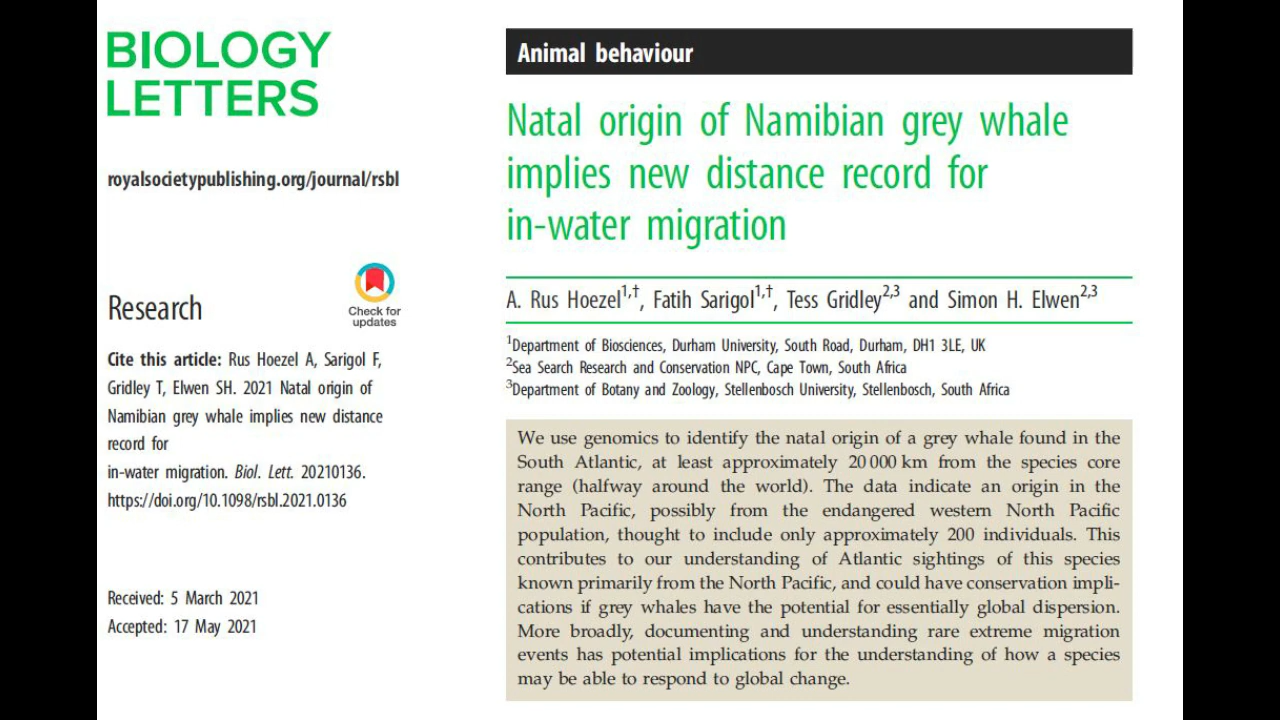 BIOLOGY
LETTERS
royalsocietypublishing.org/journal/rsbl
Research
Check for
updates
Cite this article: Rus Hoezel A, Sarigol F,
Gridley T, Elwen SH. 2021 Natal origin of
Namibian grey whale implies new distance
record for
in-water migration. Biol. Lett. 20210136.
https://doi.org/10.1098/rsbl.2021.0136
Received: 5 March 2021
Accepted: 17 May 2021
Animal behaviour
Natal origin of Namibian grey whale
implies new distance record for
in-water migration
A. Rus Hoezel1,†, Fatih Sarigol1,†, Tess Gridley2,3 and Simon H. Elwen2,3
1Department of Biosciences, Durham University, South Road, Durham, DH1 3LE, UK
2Sea Search Research and Conservation NPC, Cape Town, South Africa
3Department of Botany and Zoology, Stellenbosch University, Stellenbosch, South Africa
We use genomics to identify the natal origin of a grey whale found in the
South Atlantic, at least approximately 20 000 km from the species core
range (halfway around the world). The data indicate an origin in the
North Pacific, possibly from the endangered western North Pacific
population, thought to include only approximately 200 individuals. This
contributes to our understanding of Atlantic sightings of this species
known primarily from the North Pacific, and could have conservation impli-
cations if grey whales have the potential for essentially global dispersion.
More broadly, documenting and understanding rare extreme migration
events has potential implications for the understanding of how a species
may be able to respond to global change.